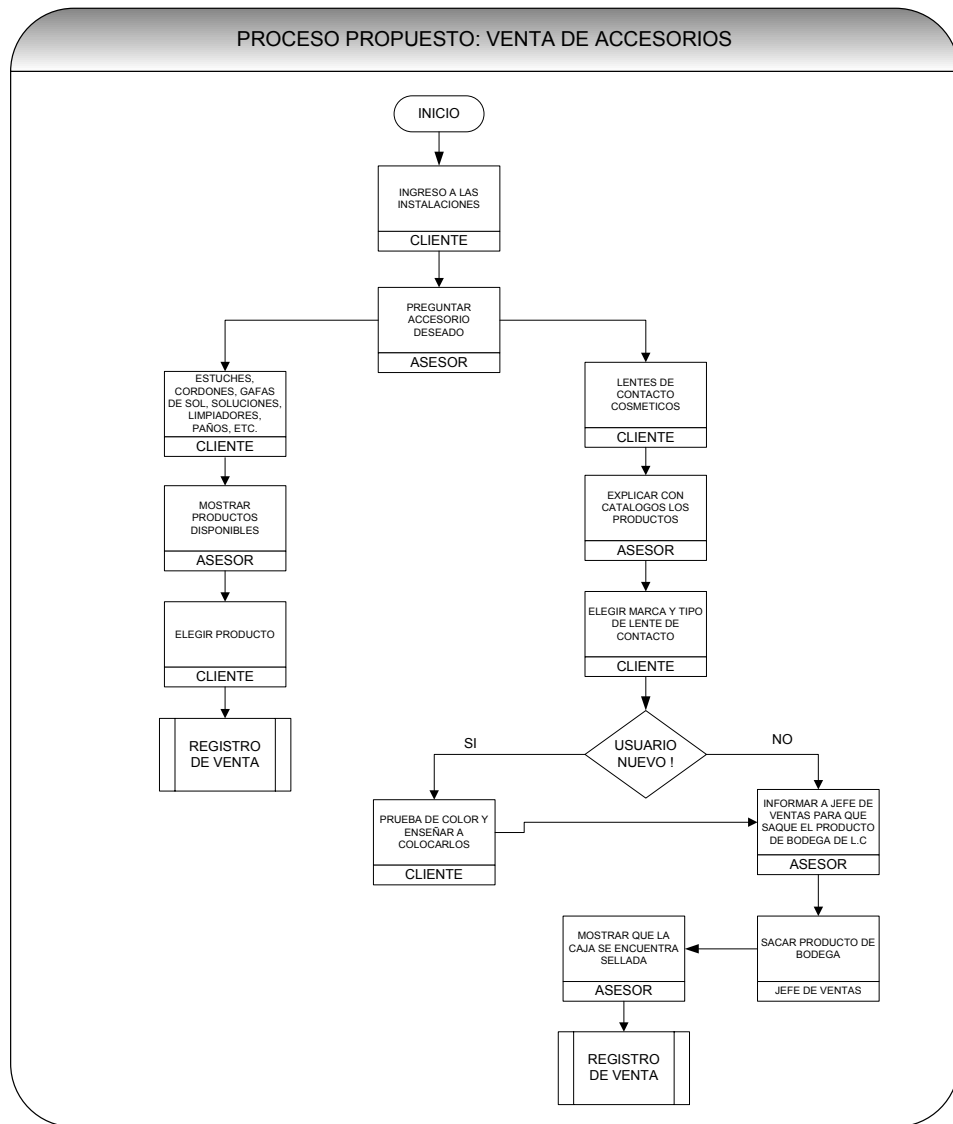 PROCESO PROPUESTO: VENTA DE ACCESORIOS
INICIO
INGRESO A LAS
INSTALACIONES
CLIENTE
PREGUNTAR
ACCESORIO
DESEADO
ASESOR
ESTUCHES,
CORDONES, GAFAS
DE SOL, SOLUCIONES,
LIMPIADORES,
PAÑOS, ETC.
CLIENTE
MOSTRAR
PRODUCTOS
DISPONIBLES
ASESOR
ELEGIR PRODUCTO
CLIENTE
REGISTRO
DE VENTA
LENTES DE
CONTACTO
COSMETICOS
CLIENTE
EXPLICAR CON
CATALOGOS LOS
PRODUCTOS
ASESOR
ELEGIR MARCA Y TIPO
DE LENTE DE
CONTACTO
CLIENTE
USUARIO
NUEVO !
SI
NO
PRUEBA DE COLOR Y
ENSEÑAR A
COLOCARLOS
CLIENTE
INFORMAR A JEFE DE
VENTAS PARA QUE
SAQUE EL PRODUCTO
DE BODEGA DE L.C
ASESOR
SACAR PRODUCTO DE
BODEGA
JEFE DE VENTAS
MOSTRAR QUE LA
CAJA SE ENCUENTRA
SELLADA
ASESOR
REGISTRO
DE VENTA